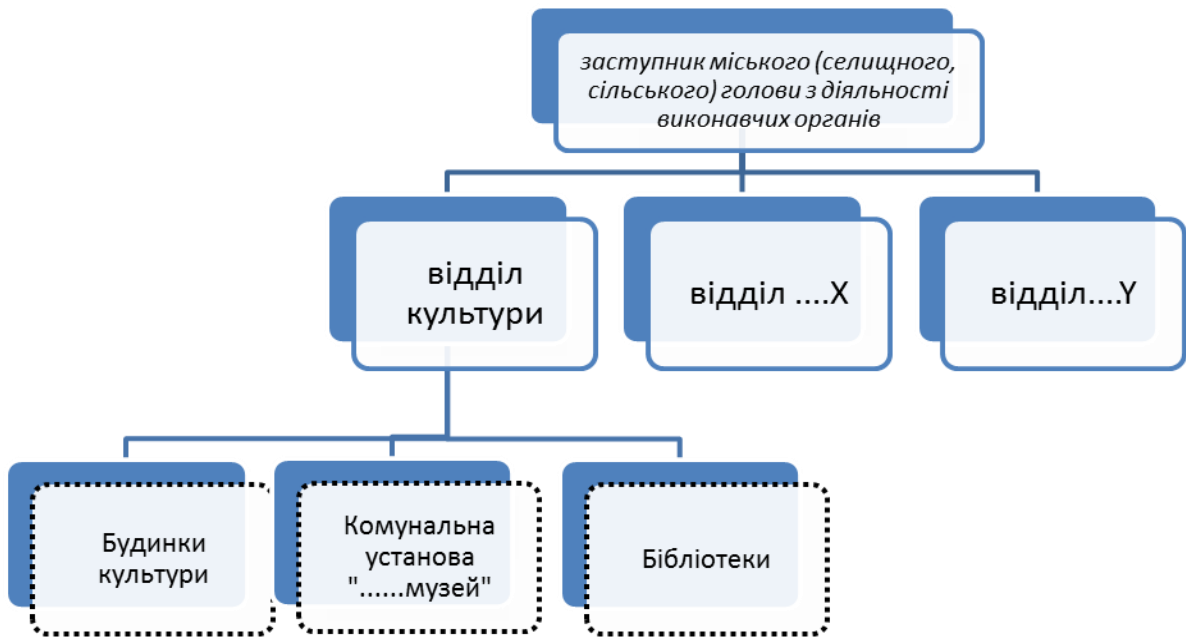 заступник міського (селищного,
сільського) голови з діяльності
виконавчих органів
відділ
культури
відділ ....X
відділ....Y
Будинки
культури
Комунальна
установа
"......музей"
Бібліотеки